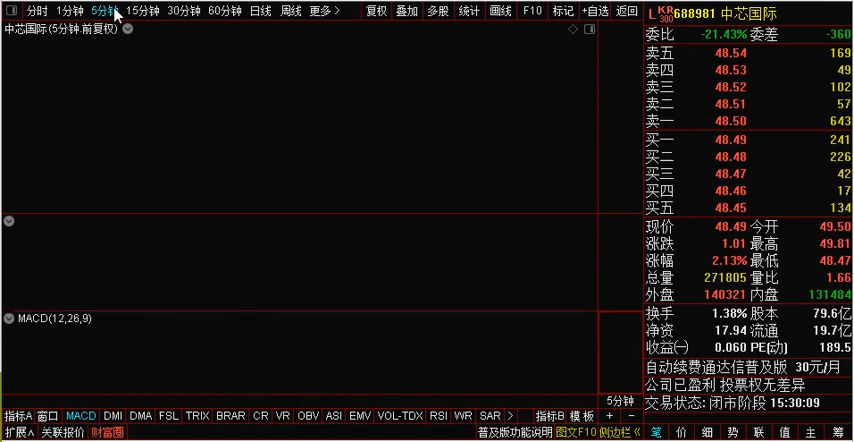 分时 1分钟 5分钟 15分钟 30分钟 60分钟 日线 周线 更多> 复权 叠加 多股 统计 画线 F10 标记 +自选 返回
中芯国际(5分钟.前复权)
MACD(12,26,9)
5分钟
指标A 窗口 MACD DMI DMA FSL TRIX BRAR CR VR OBV ASI EMV VOL-TDX RSI WR SAR > 指标B 模板 + -
扩展∧ 关联报价 财富圈 普及版功能说明 图文F10 侧边栏《
L KR 300 688981 中芯国际
委比 -21.43% 委差 -360
卖五 48.54 169
卖四 48.53 49
卖三 48.52 102
卖二 48.51 57
卖一 48.50 643
买一 48.49 241
买二 48.48 226
买三 48.47 42
买四 48.46 17
买五 48.45 134
现价 48.49 今开 49.50
涨跌 1.01 最高 49.81
涨幅 2.13% 最低 48.47
总量 271805 量比 1.66
外盘 140321 内盘 131484
换手 1.38% 股本 79.6亿
净资 17.94 流通 19.7亿
收益㈠ 0.060 PE(动) 189.5
自动续费通达信普及版 30元/月
公司已盈利 投票权无差异
交易状态: 闭市阶段 15:30:09
笔 价 细 势 联 值 主 筹